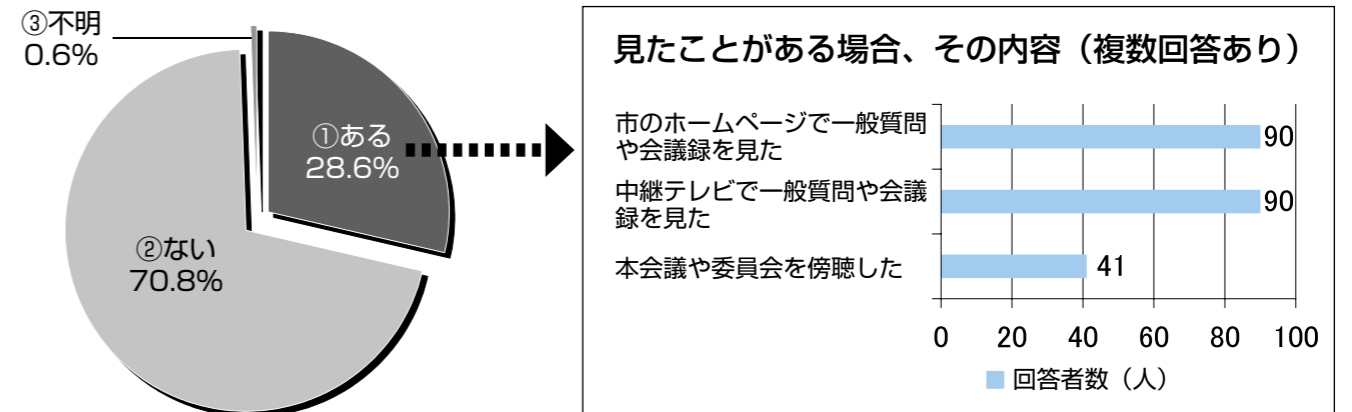 ③不明
0.6%
①ある
28.6%
②ない
70.8%
見たことがある場合、その内容（複数回答あり）
市のホームページで一般質問
や会議録を見た
90
中継テレビで一般質問や会議
録を見た
90
本会議や委員会を傍聴した
41
0 20 40 60 80 100
回答者数（人）